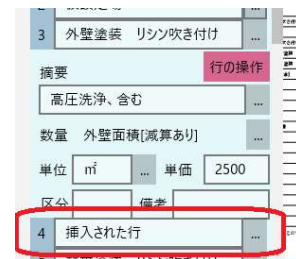 3 外壁塗装 リシン吹き付け ...
摘要 行の操作
高圧洗浄、含む ...
数量 外壁面積[減算あり] ...
単位 ㎡ ... 単価 2500
区分 備考
4 挿入された行 ...